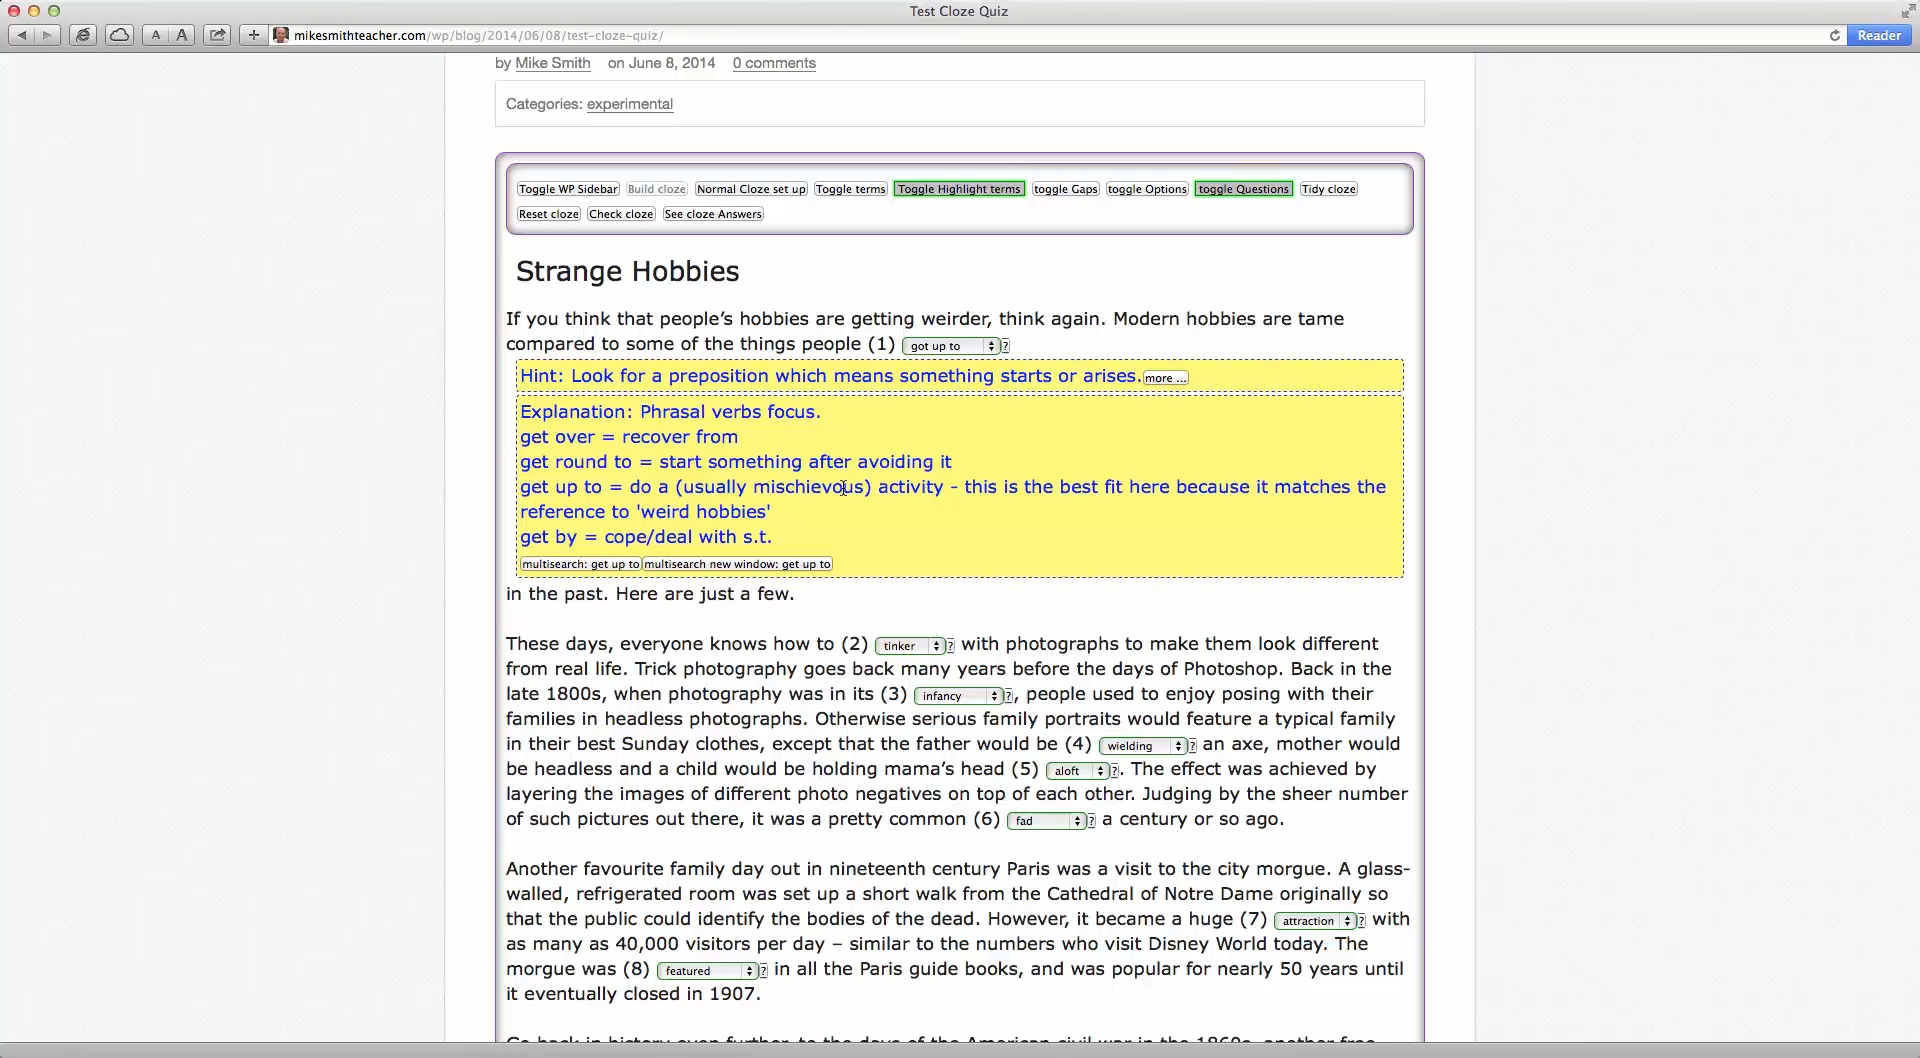 Test Cloze Quiz
A A + mikesmithteacher.com/wp/blog/2014/06/08/test-cloze-quiz/ Reader
by Mike Smith on June 8, 2014 0 comments
Categories: experimental
Toggle WP Sidebar Build cloze Normal Cloze set up Toggle terms Toggle Highlight terms toggle Gaps toggle Options toggle Questions Tidy cloze
Reset cloze Check cloze See cloze Answers
Strange Hobbies
If you think that people’s hobbies are getting weirder, think again. Modern hobbies are tame
compared to some of the things people (1) got up to ?
Hint: Look for a preposition which means something starts or arises. more ...
Explanation: Phrasal verbs focus.
get over = recover from
get round to = start something after avoiding it
get up to = do a (usually mischievous) activity - this is the best fit here because it matches the
reference to 'weird hobbies'
get by = cope/deal with s.t.
multisearch: get up to multisearch new window: get up to
in the past. Here are just a few.
These days, everyone knows how to (2) tinker ? with photographs to make them look different
from real life. Trick photography goes back many years before the days of Photoshop. Back in the
late 1800s, when photography was in its (3) infancy ?, people used to enjoy posing with their
families in headless photographs. Otherwise serious family portraits would feature a typical family
in their best Sunday clothes, except that the father would be (4) wielding ? an axe, mother would
be headless and a child would be holding mama’s head (5) aloft ?. The effect was achieved by
layering the images of different photo negatives on top of each other. Judging by the sheer number
of such pictures out there, it was a pretty common (6) fad ? a century or so ago.
Another favourite family day out in nineteenth century Paris was a visit to the city morgue. A glass-
walled, refrigerated room was set up a short walk from the Cathedral of Notre Dame originally so
that the public could identify the bodies of the dead. However, it became a huge (7) attraction ? with
as many as 40,000 visitors per day – similar to the numbers who visit Disney World today. The
morgue was (8) featured ? in all the Paris guide books, and was popular for nearly 50 years until
it eventually closed in 1907.
Go back in history even further, to the days of the American civil war in the 1860s, another free